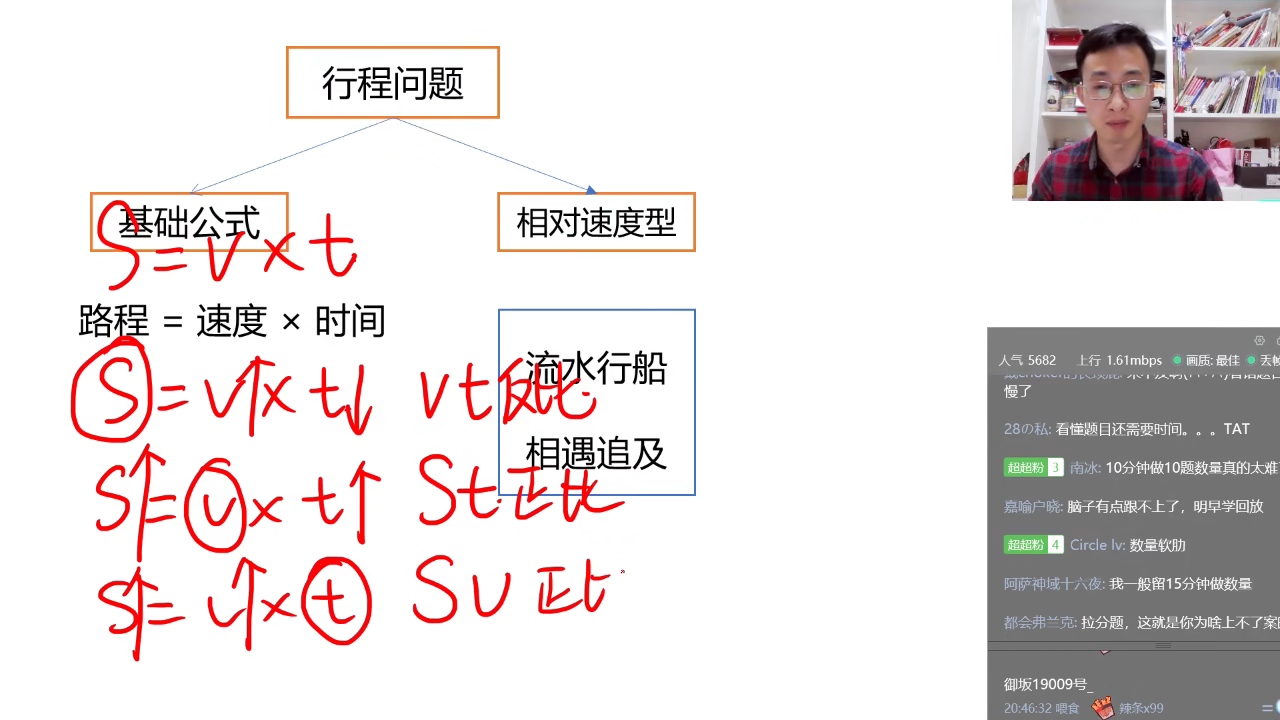 行程问题
基础公式
相对速度型
S=v×t
路程 = 速度 × 时间
S=v↑×t↓ vt反比
S↑=v×t↑ St正比
S↑=v↑×t Sv正比
流水行船
相遇追及
人气 5682 上行 1.61mbps 画质: 最佳 丢帧
慢了
28の私: 看懂题目还需要时间。。。TAT
超超粉 3 南冰: 10分钟做10题数量真的太难
嘉喻户晓: 脑子有点跟不上了，明早学回放
超超粉 4 Circle lv: 数量软肋
阿萨神域十六夜: 我一般留15分钟做数量
都会弗兰克: 拉分题，这就是你为啥上不了案
御坂19009号_
20:46:32 喂食 辣条x99